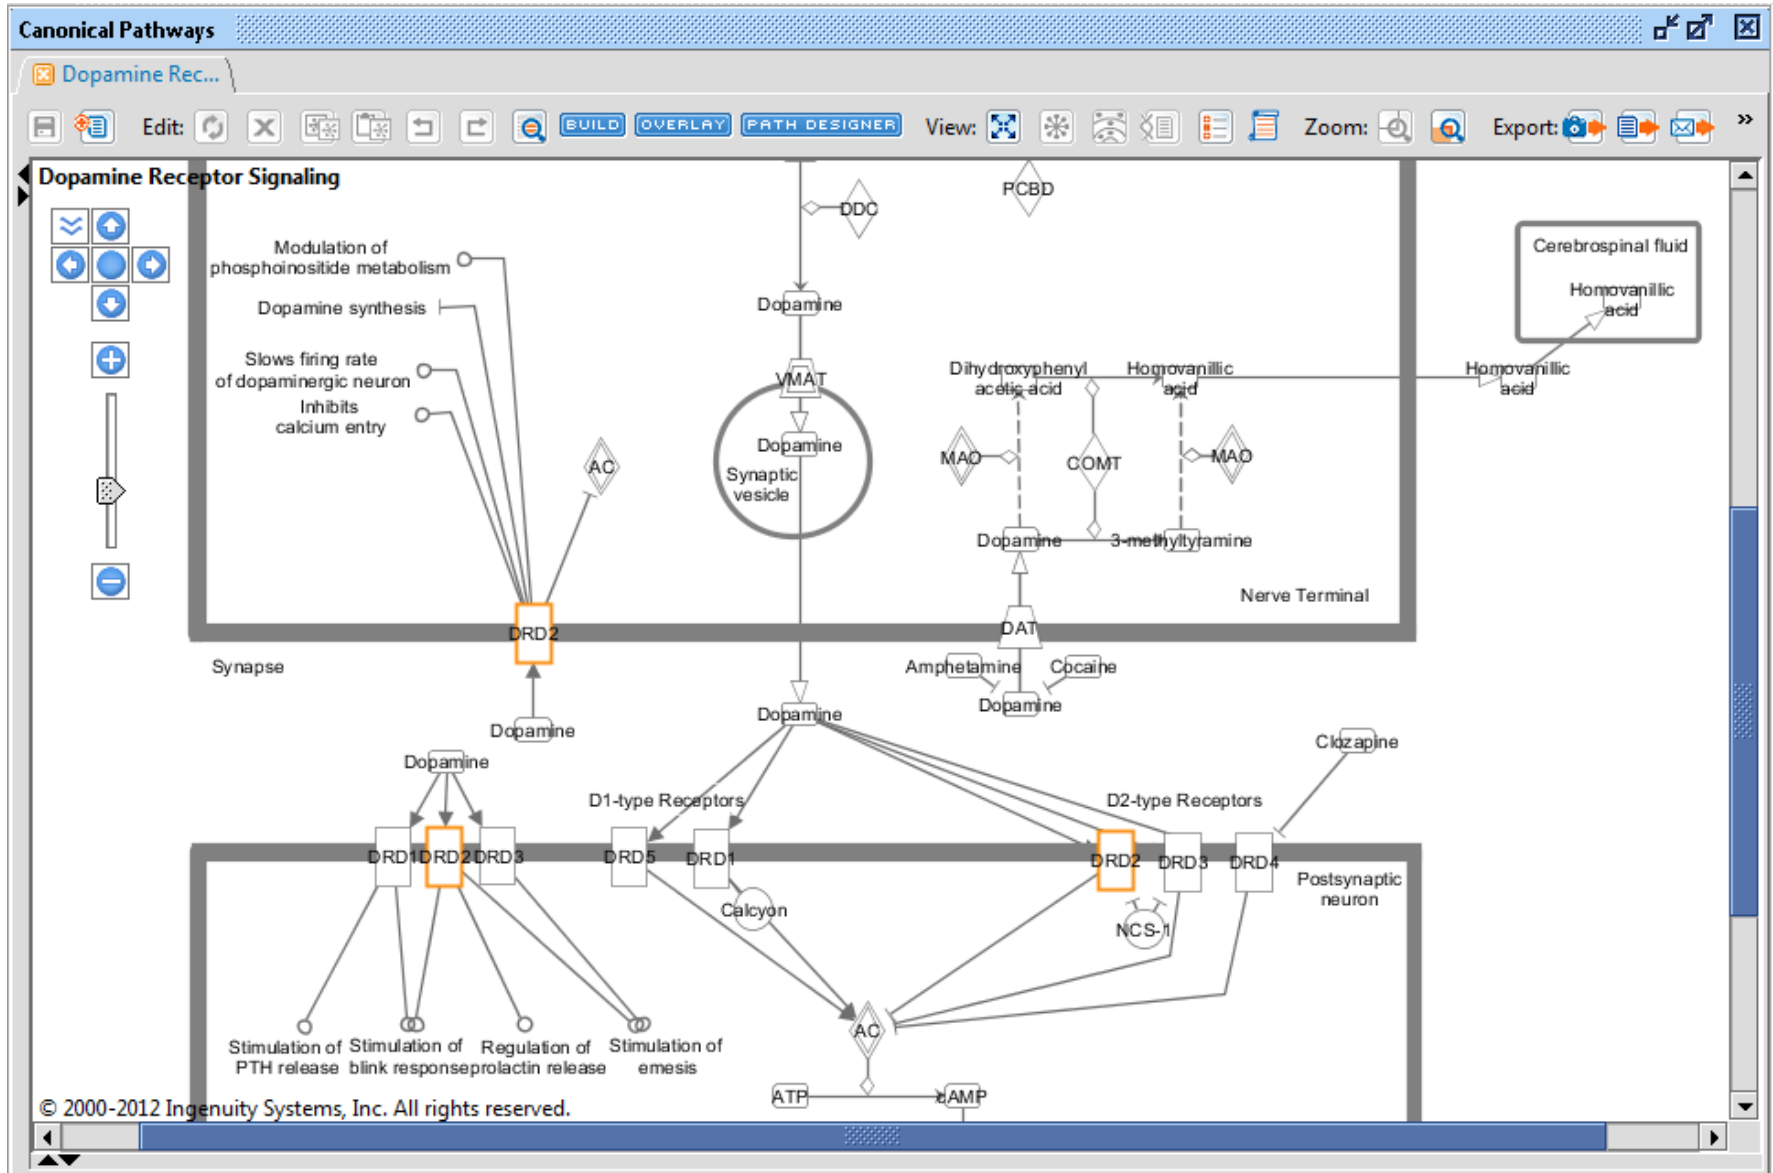 Canonical Pathways
Dopamine Rec...
Edit:
BUILD
OVERLAY
PATH DESIGNER
View:
Zoom:
Export:
»
Dopamine Receptor Signaling
DDC
PCBD
Modulation of
phosphoinositide metabolism
Dopamine synthesis
Slows firing rate
of dopaminergic neuron
Inhibits
calcium entry
AC
Dopamine
VMAT
Dopamine
Synaptic
vesicle
Cerebrospinal fluid
Homovanillic
acid
Dihydroxyphenyl
acetic acid
Homovanillic
acid
Homovanillic
acid
MAO
COMT
MAO
Dopamine
3-methyltyramine
Nerve Terminal
DRD2
DAT
Synapse
Amphetamine
Cocaine
Dopamine
Dopamine
Dopamine
Clozapine
Dopamine
D1-type Receptors
D2-type Receptors
DRD1
DRD2
DRD3
DRD5
DRD1
DRD2
DRD3
DRD4
Postsynaptic
neuron
Calcyon
NCS-1
AC
Stimulation of
PTH release
Stimulation of
blink response
Regulation of
prolactin release
Stimulation of
emesis
ATP
cAMP
© 2000-2012 Ingenuity Systems, Inc. All rights reserved.